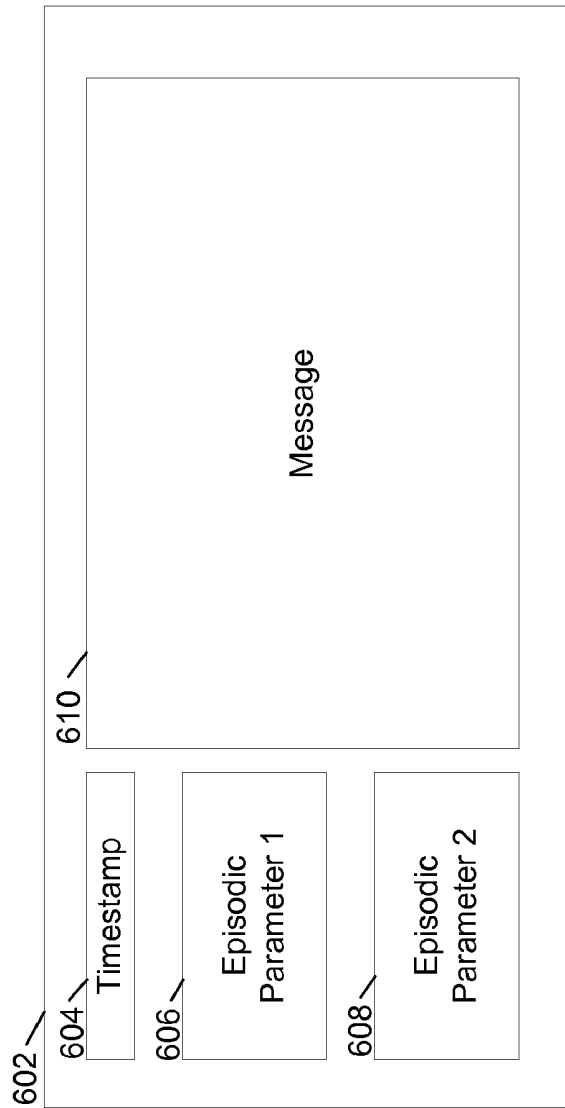 602
604
Timestamp
606
Episodic
Parameter 1
608
Episodic
Parameter 2
610
Message